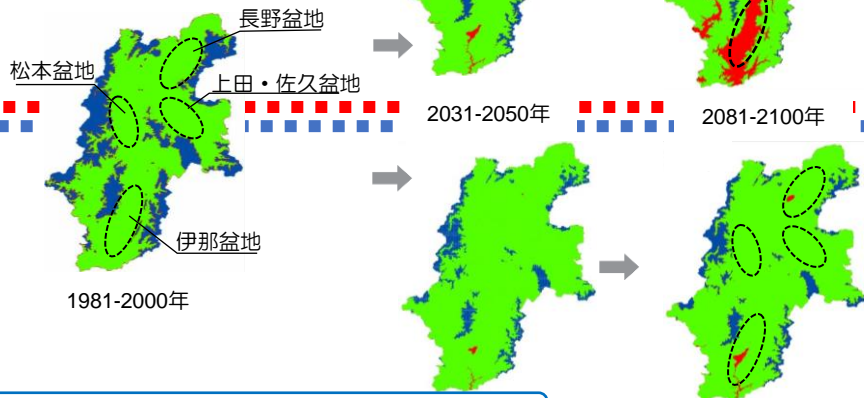 長野盆地
松本盆地
上田・佐久盆地
伊那盆地
1981-2000年
2031-2050年
2081-2100年